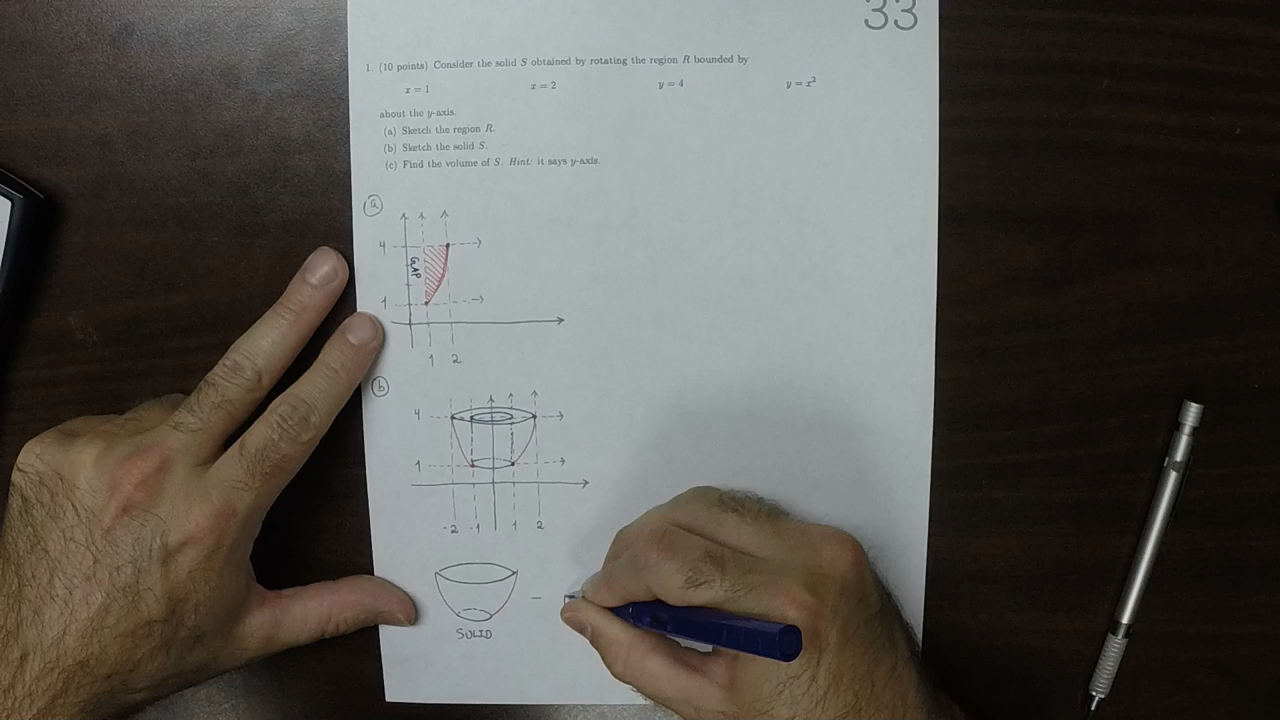 33
1. (10 points) Consider the solid S obtained by rotating the region R bounded by
x = 1 x = 2 y = 4 y = x²
about the y-axis.
(a) Sketch the region R.
(b) Sketch the solid S.
(c) Find the volume of S. Hint: it says y-axis.
a
4
GAP
1
1 2
b
4
1
-2 -1 1 2
-
SOLID